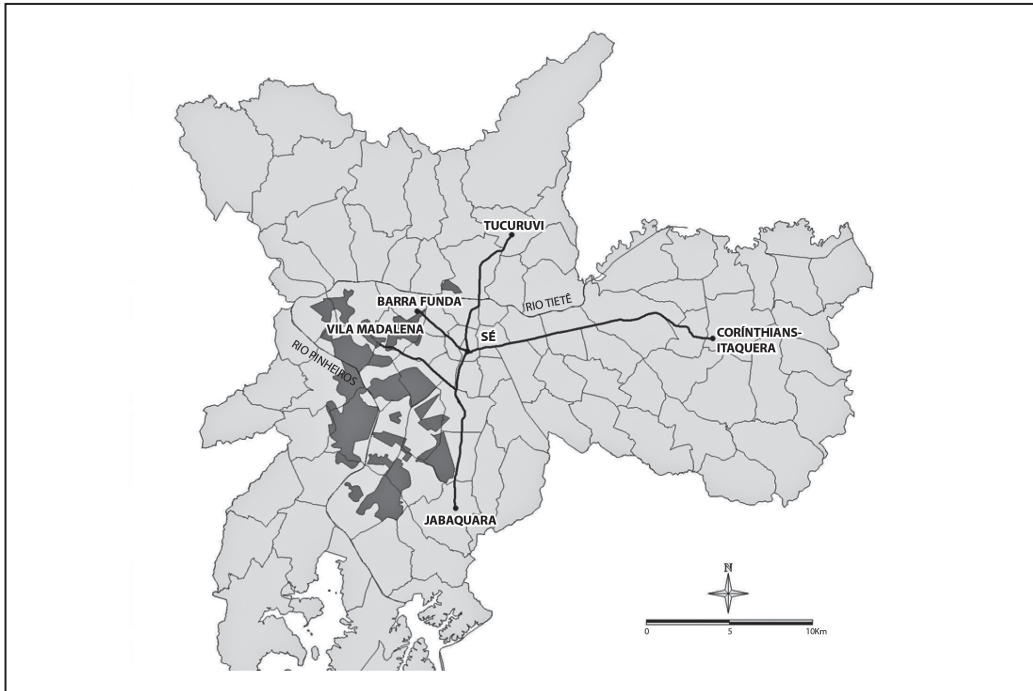 TUCURUVI
BARRA FUNDA
RIO TIETÊ
VILA MADALENA
SÉ
CORÍNTHIANS-
ITAQUERA
RIO PINHEIROS
JABAQUARA
N
0 5 10Km